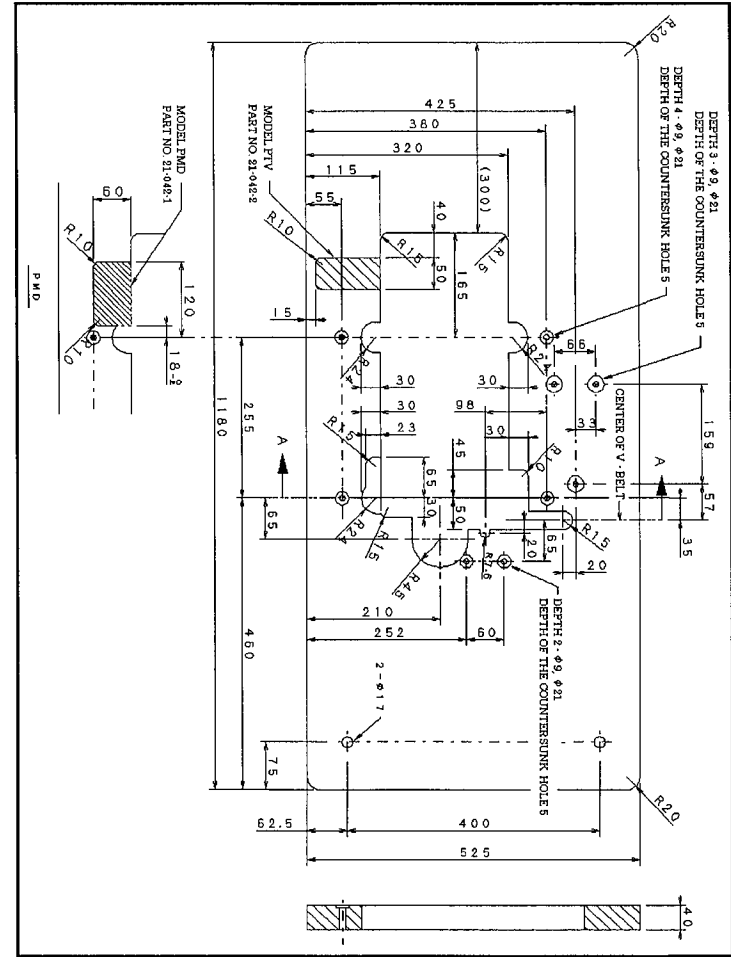 R20
DEPTH 3 - φ9, φ21
DEPTH OF THE COUNTERSUNK HOLE 5
DEPTH 4 - φ9, φ21
DEPTH OF THE COUNTERSUNK HOLE 5
425
380
320
115
55
(300)
40
165
R15
R15
R10
50
15
MODEL PTV
PART NO. 21-042-2
MODEL PMD
PART NO. 21-042-1
60
R10
R10
120
18-
PMD
R24
30
30
30
23
98
30
66
33
CENTER OF V - BELT
159
57
A
A
255
1180
R15
45
65
30
50
R10
R15
35
20
20
65
R7.5
65
R24
R15
R45
210
252
60
DEPTH 2 - φ9, φ21
DEPTH OF THE COUNTERSUNK HOLE 5
460
2 - φ17
75
62.5
400
525
R20
40